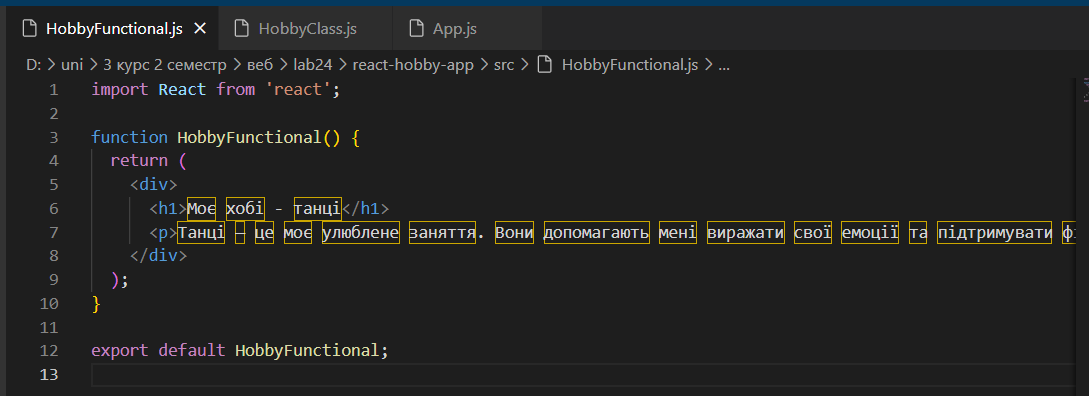 HobbyFunctional.js HobbyClass.js App.js
D: > uni > 3 курс 2 семестр > веб > lab24 > react-hobby-app > src > HobbyFunctional.js > ...
1 import React from 'react';
2
3 function HobbyFunctional() {
4 return (
5 <div>
6 <h1>Моє хобі - танці</h1>
7 <p>Танці – це моє улюблене заняття. Вони допомагають мені виражати свої емоції та підтримувати
8 </div>
9 );
10 }
11
12 export default HobbyFunctional;
13